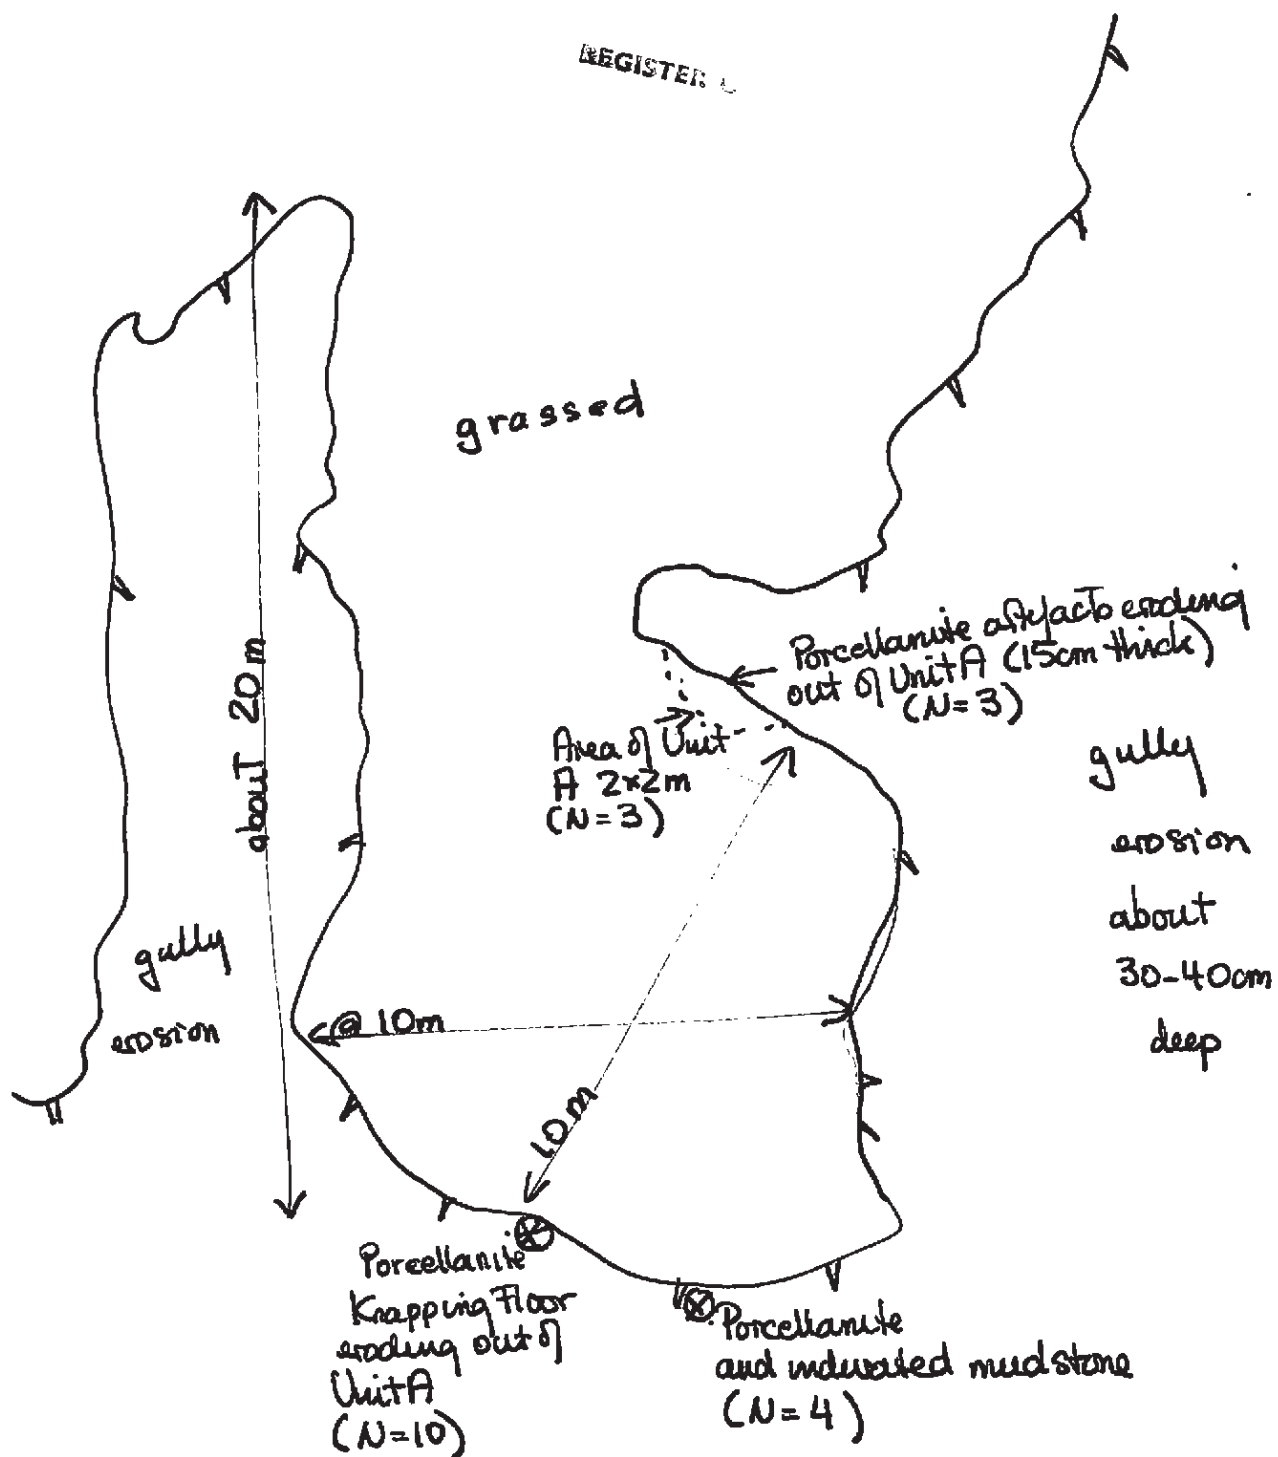 REGISTER
grassed
about 20m
Porcellanite artefacts eroding
out of Unit A (15cm thick)
(N=3)
Area of Unit
A 2x2m
(N=3)
gully
erosion
about
30-40cm
deep
gully
erosion
@ 10m
10m
Porcellanite
Knapping Floor
eroding out of
Unit A
(N=10)
Porcellanite
and indurated mudstone
(N=4)